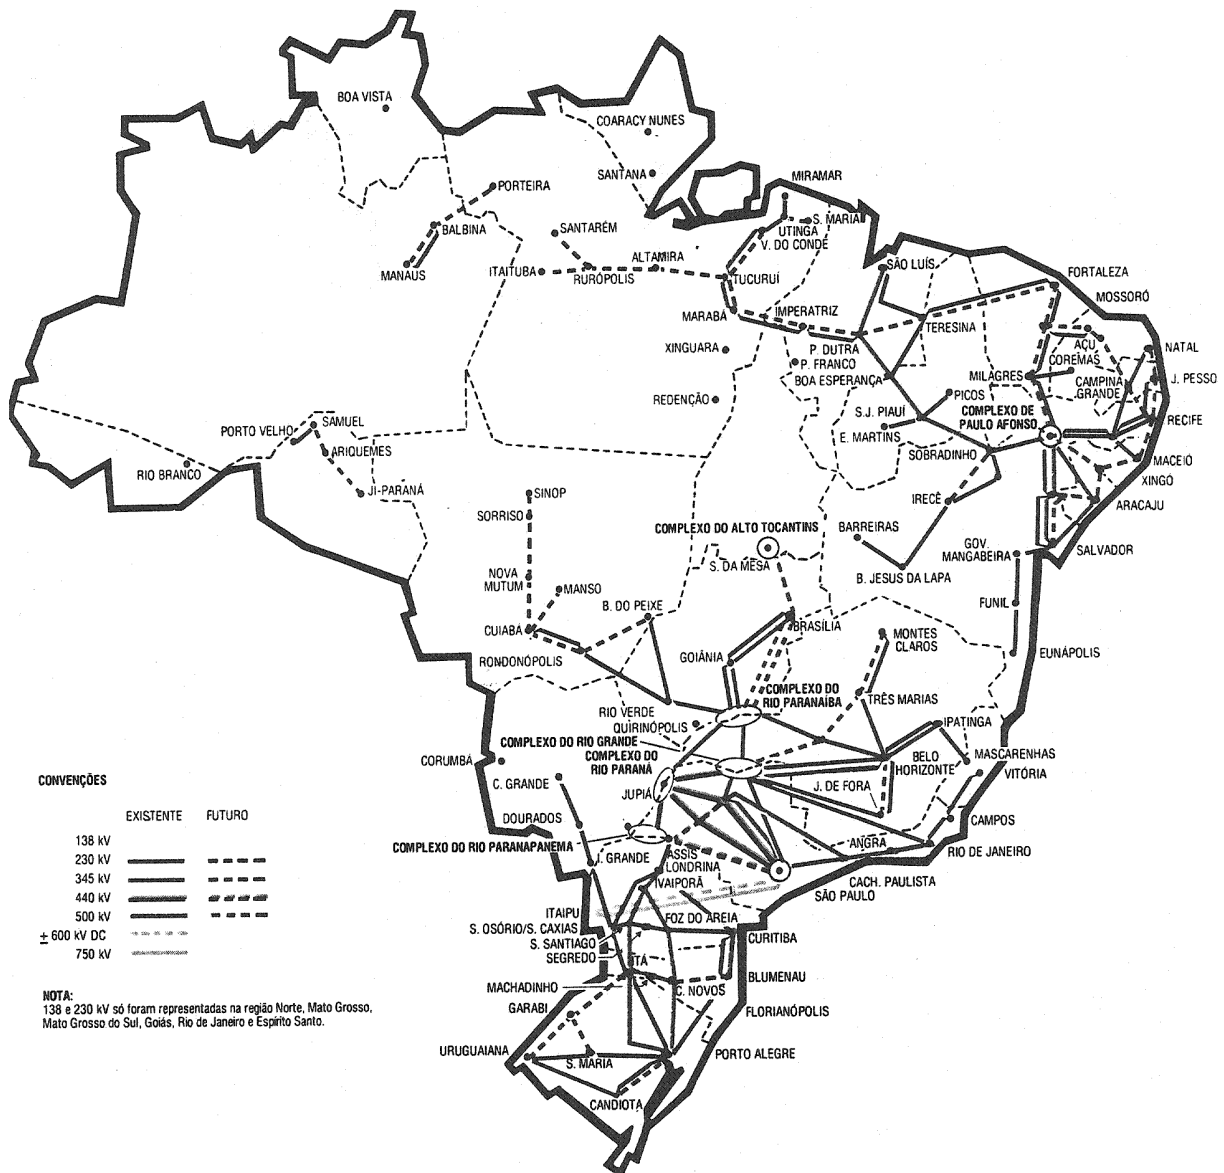 BOA VISTA
COARACY NUNES
SANTANA
MIRAMAR
PORTEIRA
S. MARIA
BALBINA
SANTARÉM
UTINGA
V. DO CONDE
MANAUS
ITAITUBA
RURÓPOLIS
ALTAMIRA
TUCURUÍ
SÃO LUÍS
FORTALEZA
MOSSORÓ
MARABÁ
IMPERATRIZ
TERESINA
AÇU
NATAL
XINGUARA
P. DUTRA
P. FRANCO
COREMAS
BOA ESPERANÇA
MILAGRES
CAMPINA
GRANDE
J. PESSO
REDENÇÃO
PICOS
S.J. PIAUÍ
COMPLEXO DE
PAULO AFONSO
RECIFE
E. MARTINS
SOBRADINHO
MACEIÓ
XINGÓ
PORTO VELHO
SAMUEL
ARIQUEMES
RIO BRANCO
JI-PARANÁ
SINOP
IRECÊ
ARACAJU
SORRISO
COMPLEXO DO ALTO TOCANTINS
BARREIRAS
GOV.
MANGABEIRA
SALVADOR
S. DA MESA
B. JESUS DA LAPA
NOVA
MUTUM
MANSO
FUNIL
B. DO PEIXE
CUIABÁ
BRASÍLIA
MONTES
CLAROS
EUNÁPOLIS
RONDONÓPOLIS
GOIÂNIA
COMPLEXO DO
RIO PARANAÍBA
TRÊS MARIAS
RIO VERDE
QUIRINÓPOLIS
IPATINGA
COMPLEXO DO RIO GRANDE
COMPLEXO DO
RIO PARANÁ
BELO
HORIZONTE
MASCARENHAS
VITÓRIA
CORUMBÁ
C. GRANDE
JUPIÁ
J. DE FORA
CAMPOS
DOURADOS
COMPLEXO DO RIO PARANAPANEMA
ANGRA
RIO DE JANEIRO
I. GRANDE
ASSIS
LONDRINA
CACH. PAULISTA
SÃO PAULO
IVAIPORÃ
ITAIPU
FOZ DO AREIA
S. OSÓRIO/S. CAXIAS
CURITIBA
S. SANTIAGO
SEGREDO
ITÁ
MACHADINHO
C. NOVOS
BLUMENAU
GARABI
FLORIANÓPOLIS
URUGUAIANA
S. MARIA
PORTO ALEGRE
CANDIOTA
CONVENÇÕES
EXISTENTE FUTURO
138 kV
230 kV
345 kV
440 kV
500 kV
± 600 kV DC
750 kV
NOTA:
138 e 230 kV só foram representadas na região Norte, Mato Grosso,
Mato Grosso do Sul, Goiás, Rio de Janeiro e Espírito Santo.